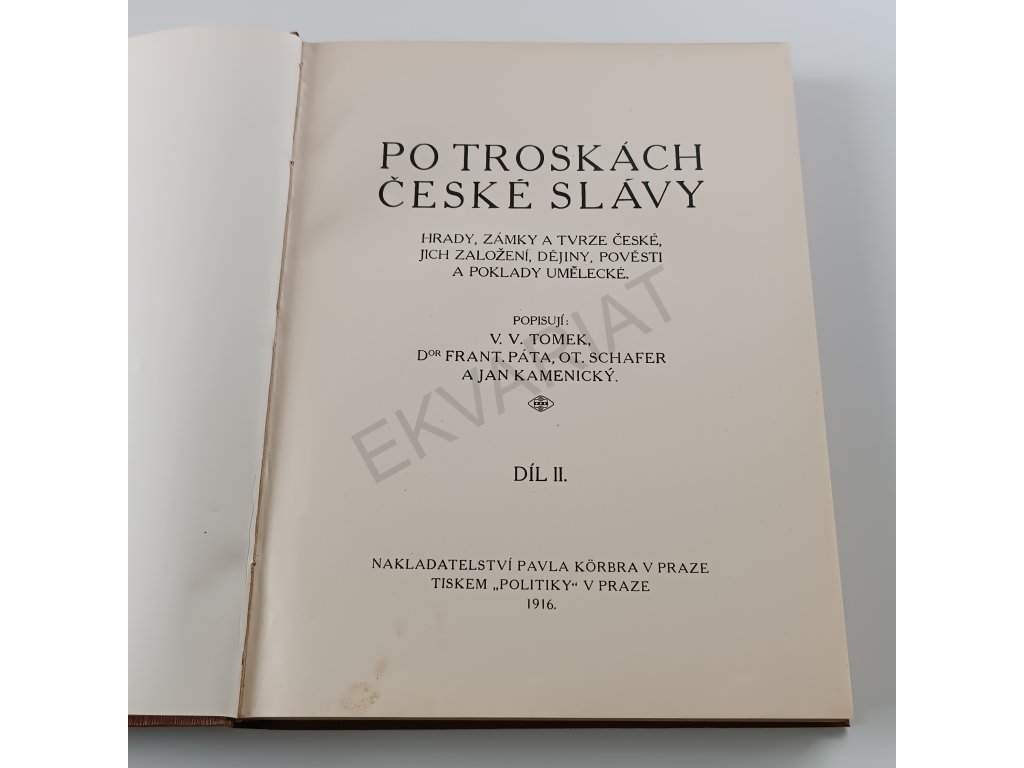 PO TROSKÁCH
ČESKÉ SLÁVY
HRADY, ZÁMKY A TVRZE ČESKÉ,
JICH ZALOŽENÍ, DĚJINY, POVĚSTI
A POKLADY UMĚLECKÉ.
POPISUJÍ:
V. V. TOMEK,
DOR FRANT. PÁTA, OT. SCHAFER
A JAN KAMENICKÝ.
EKVARIAT
DÍL II.
NAKLADATELSTVÍ PAVLA KÖRBRA V PRAZE
TISKEM „POLITIKY“ V PRAZE
1916.